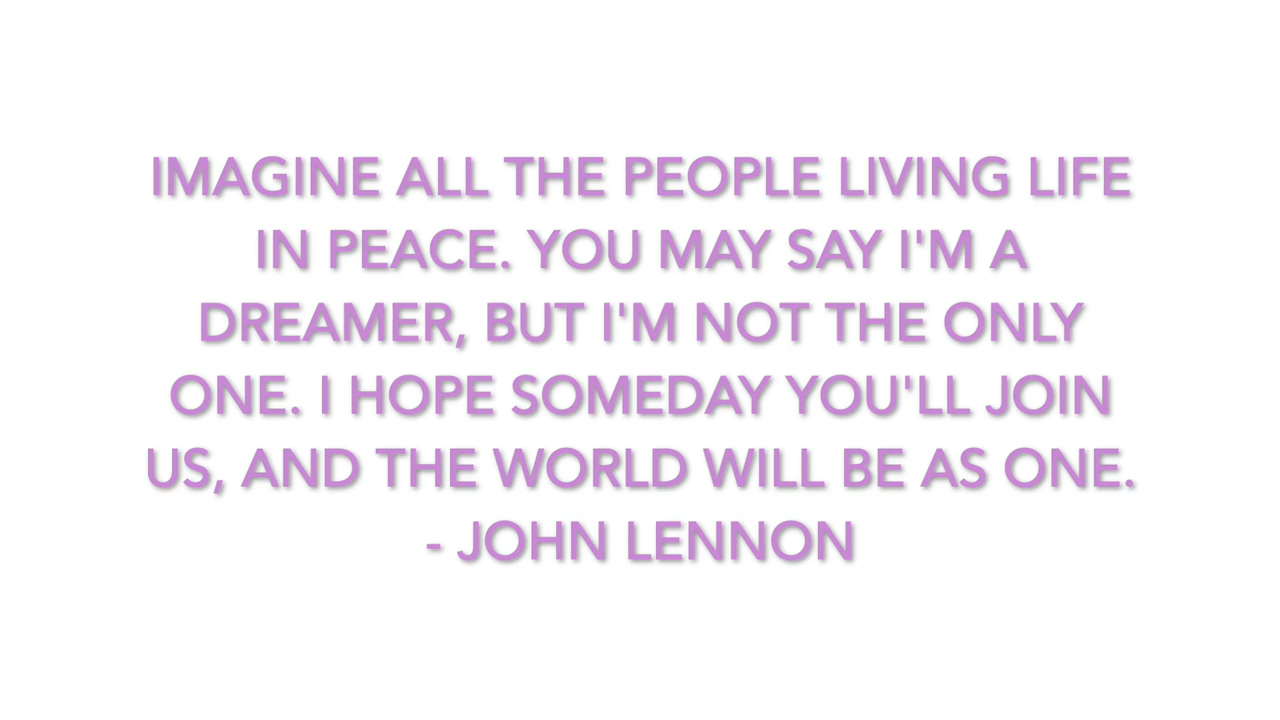 IMAGINE ALL THE PEOPLE LIVING LIFE
IN PEACE. YOU MAY SAY I'M A
DREAMER, BUT I'M NOT THE ONLY
ONE. I HOPE SOMEDAY YOU'LL JOIN
US, AND THE WORLD WILL BE AS ONE.
- JOHN LENNON